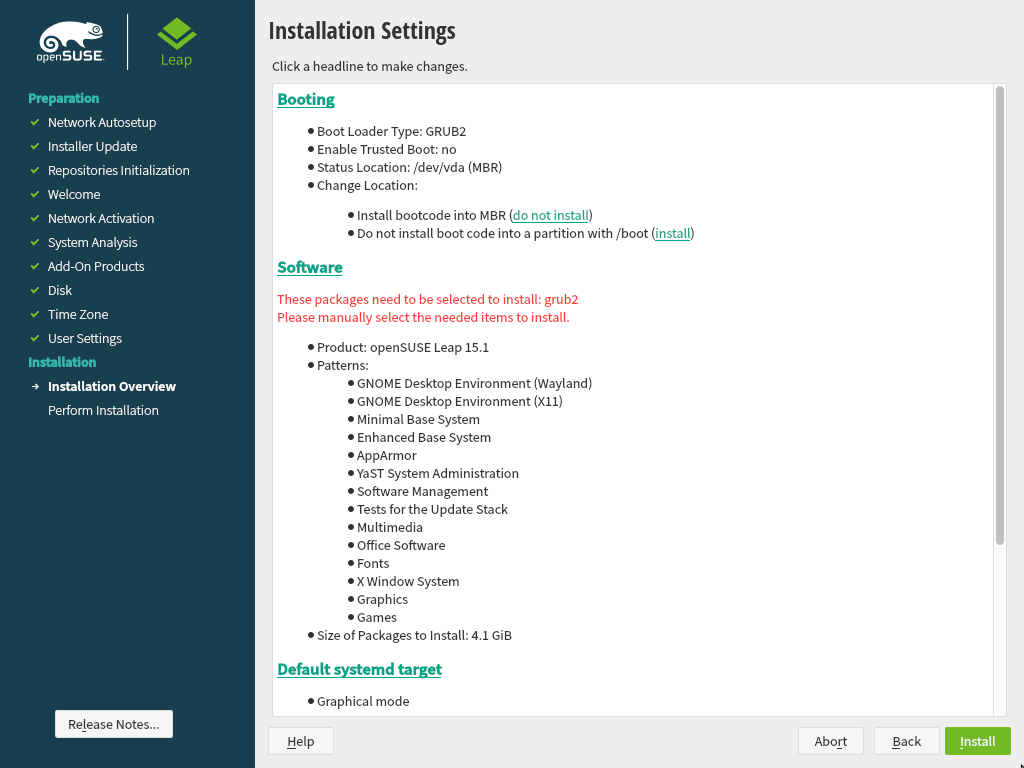 openSUSE
Leap
Preparation
Network Autosetup
Installer Update
Repositories Initialization
Welcome
Network Activation
System Analysis
Add-On Products
Disk
Time Zone
User Settings
Installation
Installation Overview
Perform Installation
Release Notes...
Installation Settings
Click a headline to make changes.
Booting
Boot Loader Type: GRUB2
Enable Trusted Boot: no
Status Location: /dev/vda (MBR)
Change Location:
Install bootcode into MBR (do not install)
Do not install boot code into a partition with /boot (install)
Software
These packages need to be selected to install: grub2
Please manually select the needed items to install.
Product: openSUSE Leap 15.1
Patterns:
GNOME Desktop Environment (Wayland)
GNOME Desktop Environment (X11)
Minimal Base System
Enhanced Base System
AppArmor
YaST System Administration
Software Management
Tests for the Update Stack
Multimedia
Office Software
Fonts
X Window System
Graphics
Games
Size of Packages to Install: 4.1 GiB
Default systemd target
Graphical mode
Help
Abort
Back
Install